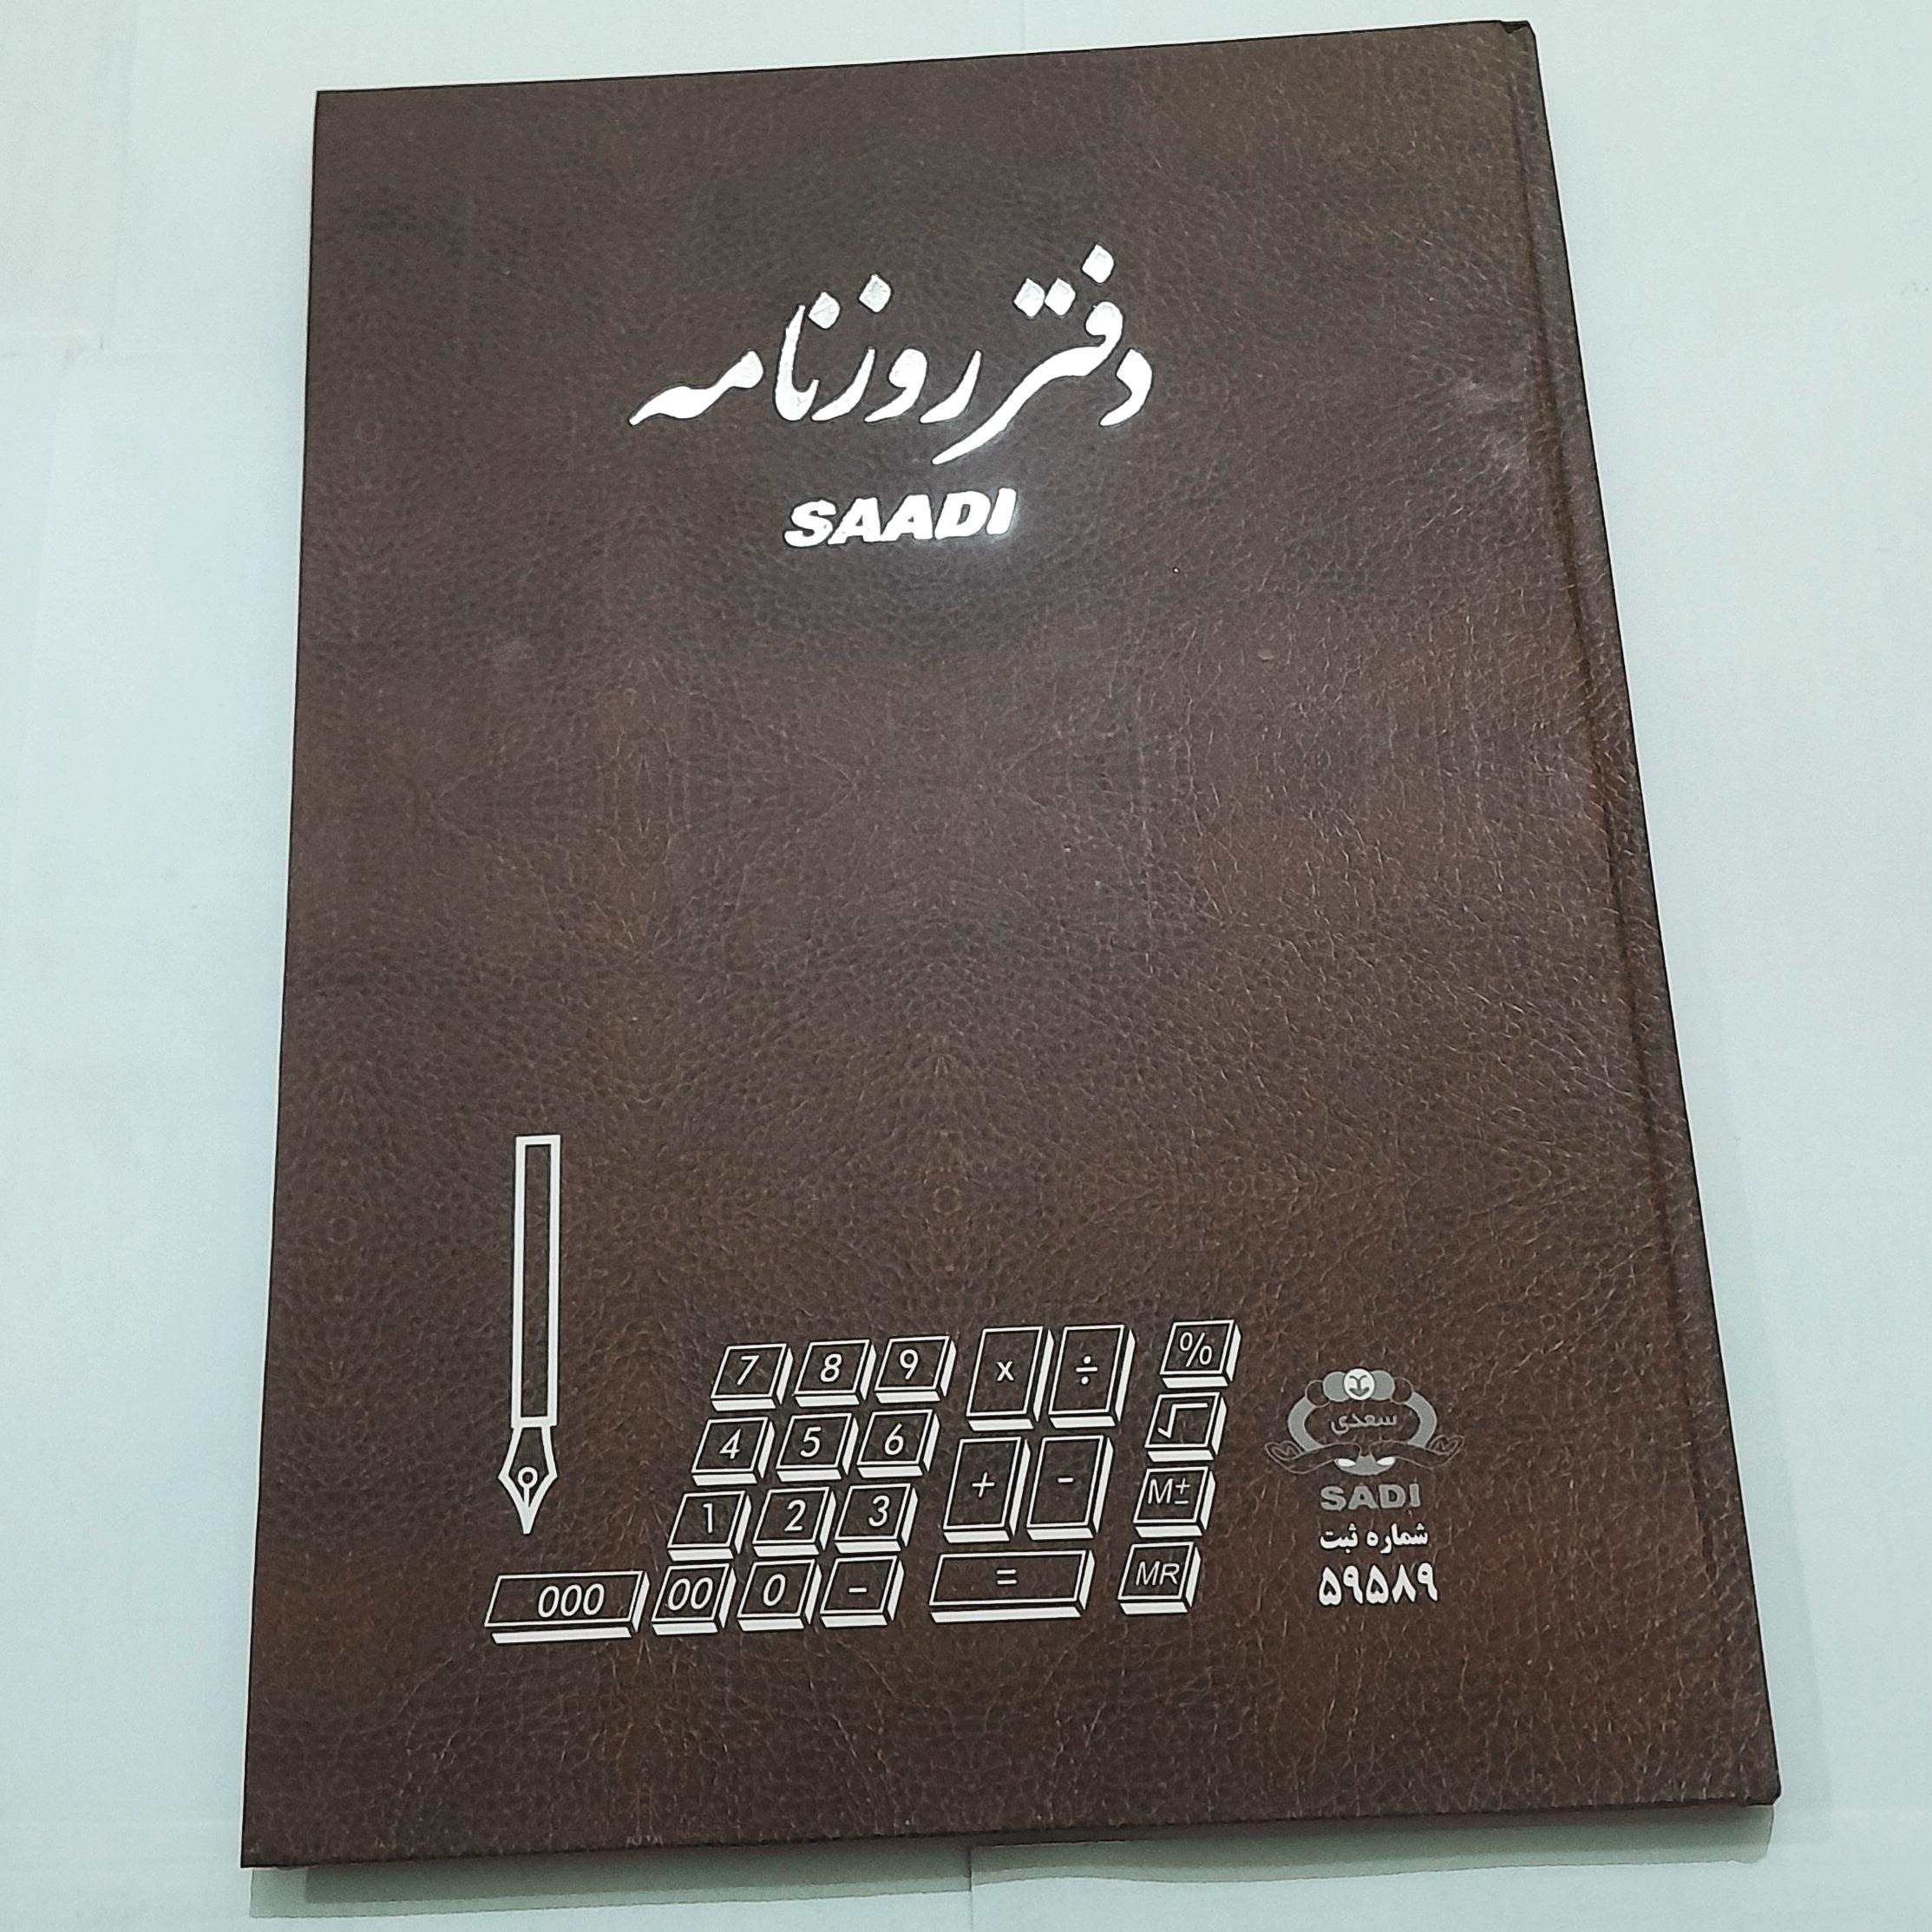 دفتر روزنامه
SAADI
7 8 9 x ÷ %
4 5 6 √
1 2 3 + - M±
000 00 0 - = MR
سعدی
SADI
شماره ثبت
۵۹۵۸۹